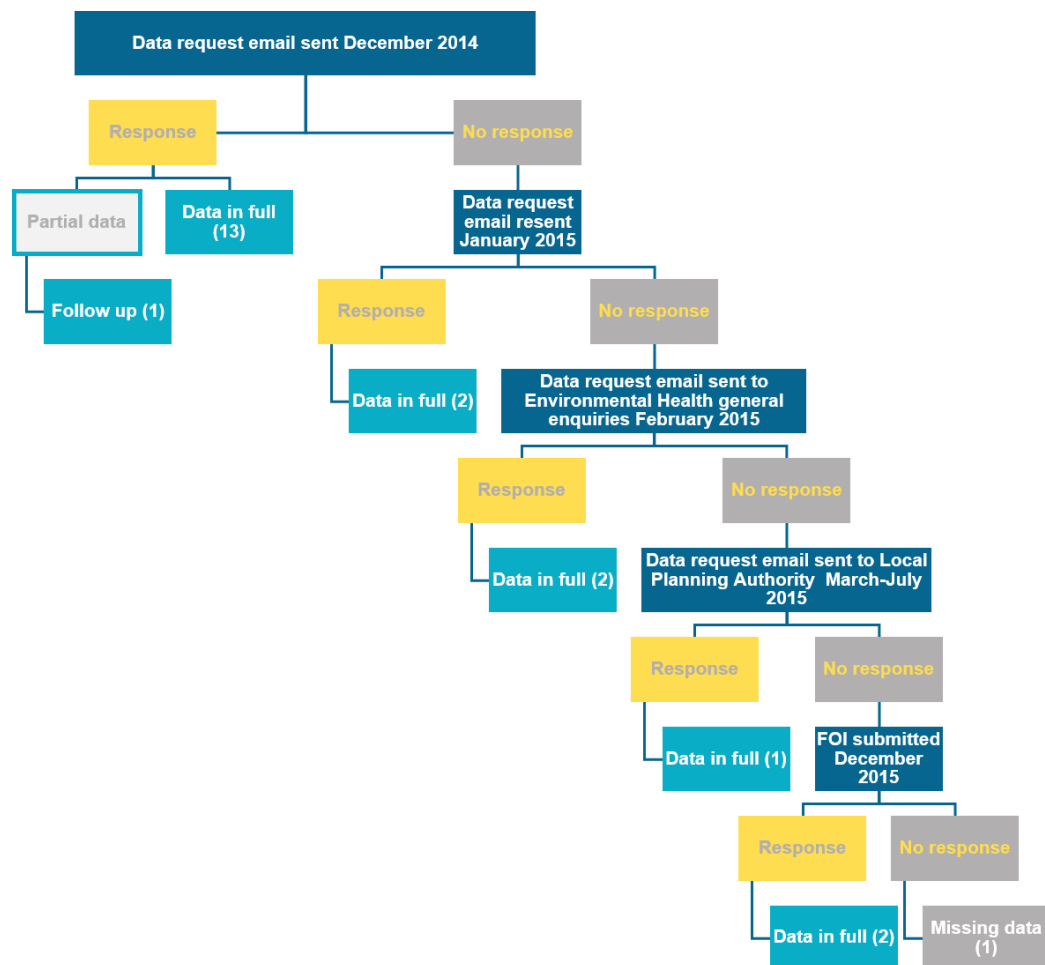 Data request email sent December 2014
Response
No response
Partial data
Data in full
(13)
Data request
email resent
January 2015
Follow up (1)
Response
No response
Data in full (2)
Data request email sent to
Environmental Health general
enquiries February 2015
Response
No response
Data in full (2)
Data request email sent to Local
Planning Authority  March-July
2015
Response
No response
Data in full (1)
FOI submitted
December
2015
Response
No response
Data in full (2)
Missing data
(1)